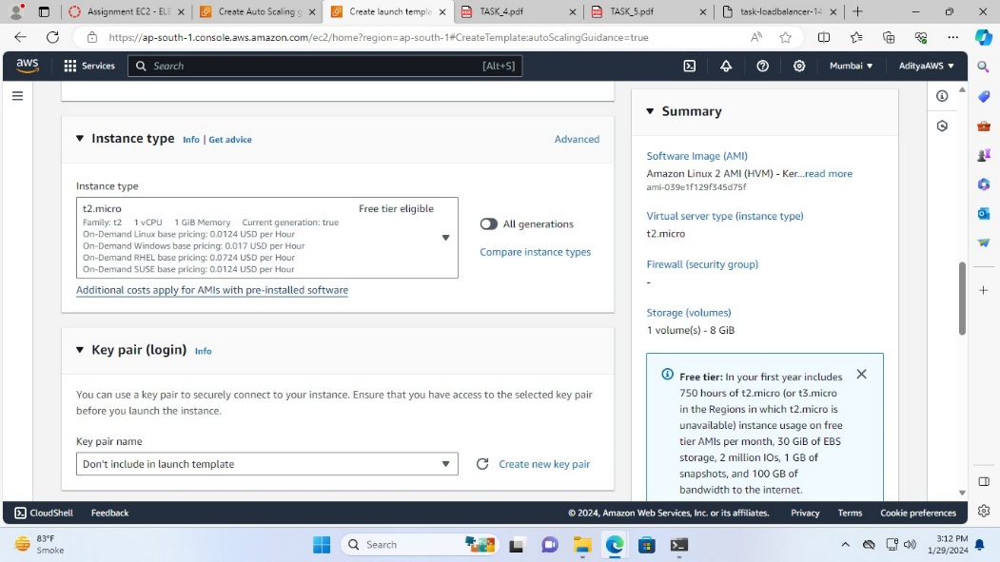 Assignment EC2 - ELI
Create Auto Scaling g
Create launch templa
TASK_4.pdf
TASK_5.pdf
task-loadbalancer-14
https://ap-south-1.console.aws.amazon.com/ec2/home?region=ap-south-1#CreateTemplate:autoScalingGuidance=true
aws
Services
Search
[Alt+S]
Mumbai
AdityaAWS
Instance type
Info | Get advice
Advanced
Instance type
t2.micro
Free tier eligible
Family: t2 1 vCPU 1 GiB Memory Current generation: true
On-Demand Linux base pricing: 0.0124 USD per Hour
On-Demand Windows base pricing: 0.017 USD per Hour
On-Demand RHEL base pricing: 0.0724 USD per Hour
On-Demand SUSE base pricing: 0.0124 USD per Hour
All generations
Compare instance types
Additional costs apply for AMIs with pre-installed software
Key pair (login)
Info
You can use a key pair to securely connect to your instance. Ensure that you have access to the selected key pair
before you launch the instance.
Key pair name
Don't include in launch template
Create new key pair
Summary
Software Image (AMI)
Amazon Linux 2 AMI (HVM) - Ker...read more
ami-039e1f129f345d75f
Virtual server type (instance type)
t2.micro
Firewall (security group)
-
Storage (volumes)
1 volume(s) - 8 GiB
Free tier: In your first year includes
750 hours of t2.micro (or t3.micro
in the Regions in which t2.micro is
unavailable) instance usage on free
tier AMIs per month, 30 GiB of EBS
storage, 2 million IOs, 1 GB of
snapshots, and 100 GB of
bandwidth to the internet.
CloudShell
Feedback
© 2024, Amazon Web Services, Inc. or its affiliates.
Privacy
Terms
Cookie preferences
83°F
Smoke
Search
3:12 PM
1/29/2024